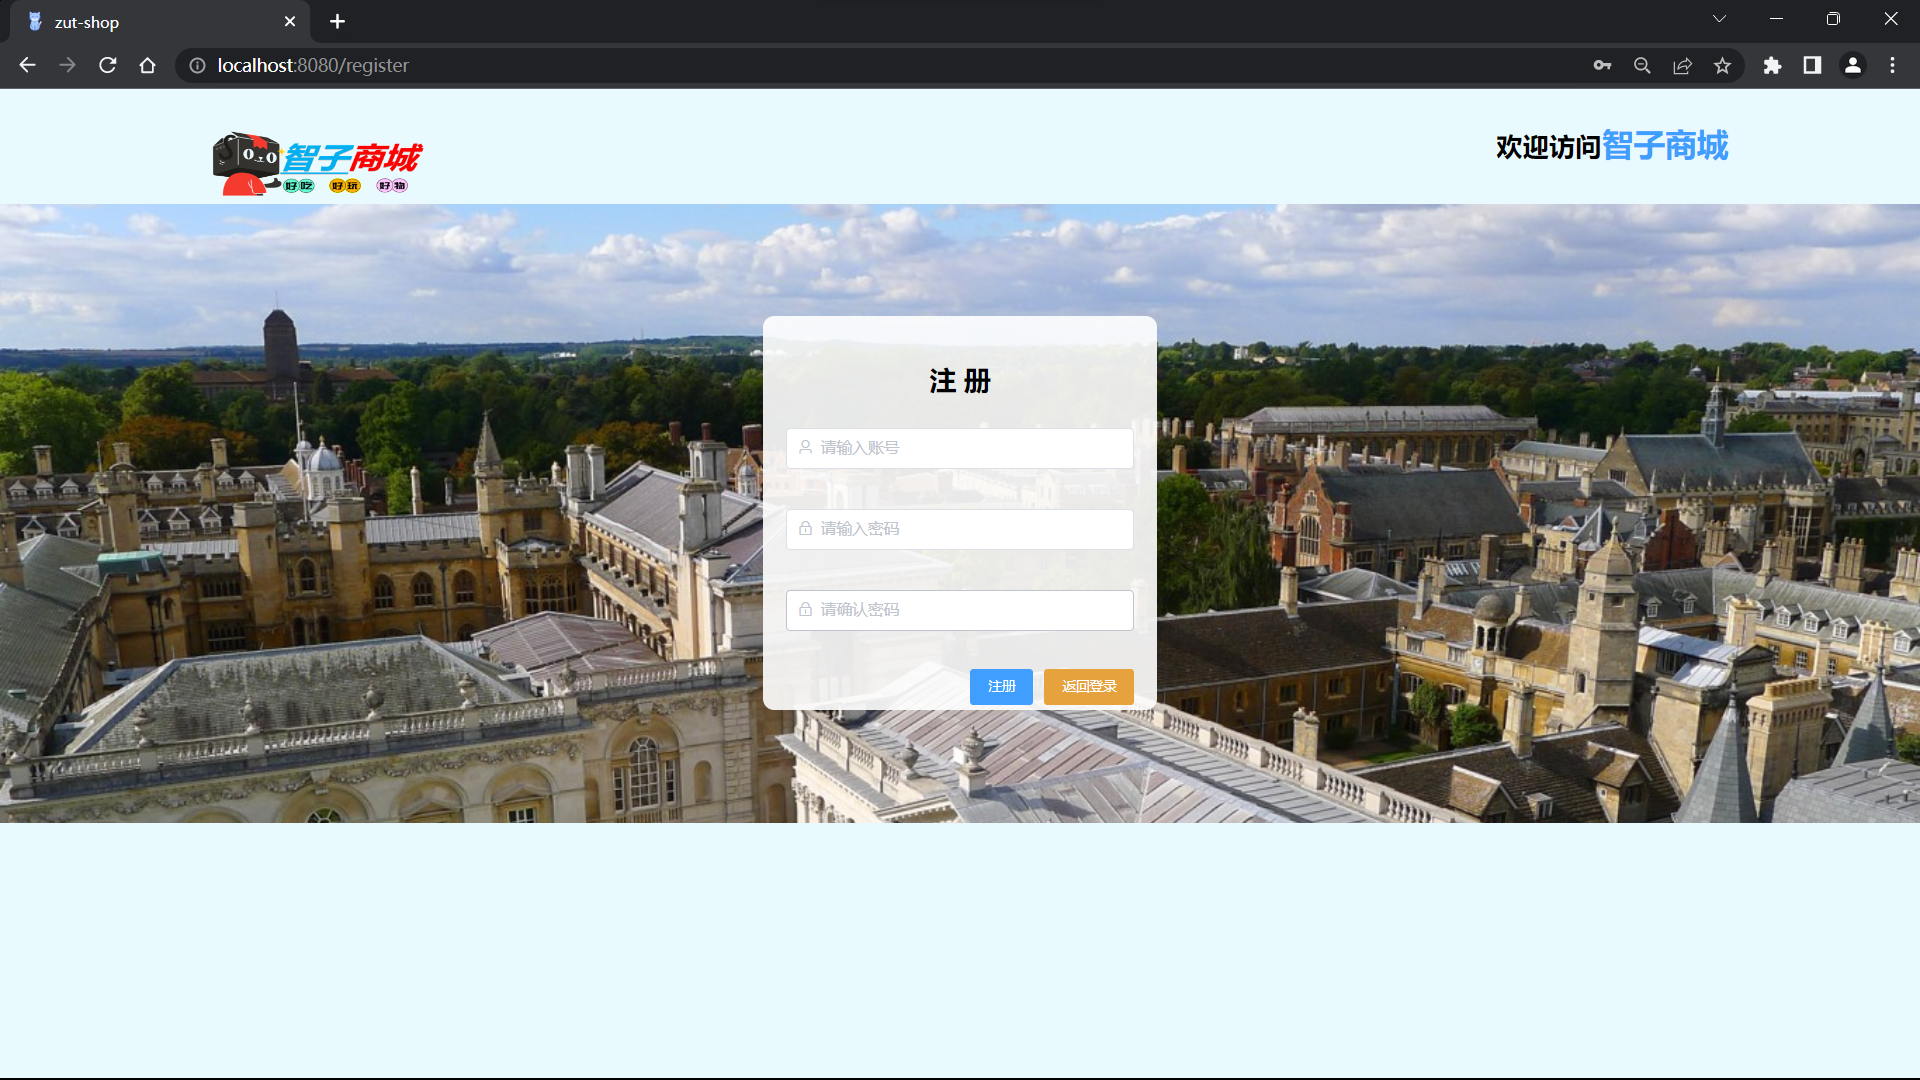 zut-shop
localhost:8080/register
智子商城
好吃 好玩 好物
欢迎访问智子商城
注 册
请输入账号
请输入密码
请确认密码
注册 返回登录